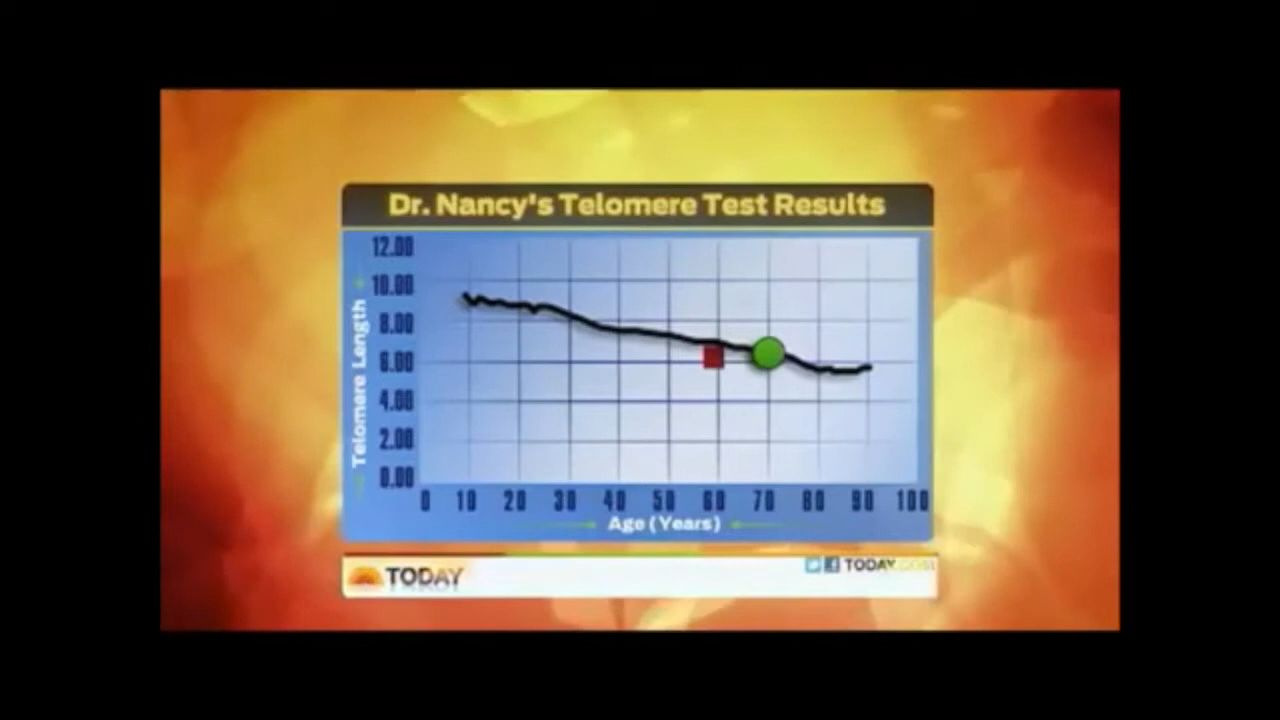 Dr. Nancy's Telomere Test Results
12.00
10.00
8.00
6.00
4.00
2.00
0.00
Telomere Length
0 10 20 30 40 50 60 70 80 90 100
Age (Years)
TODAY
TODAY.COM